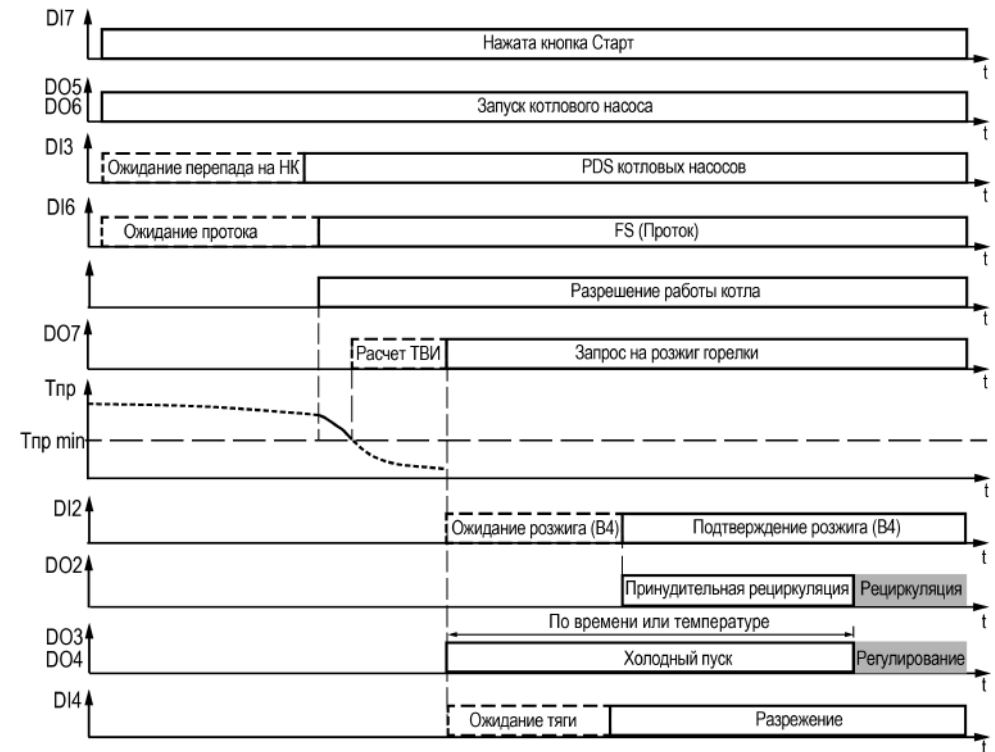 DI7
Нажата кнопка Старт
t
DO5
DO6
Запуск котлового насоса
t
DI3
Ожидание перепада на НК
PDS котловых насосов
t
DI6
Ожидание протока
FS (Проток)
t
Разрешение работы котла
t
DO7
Расчет ТВИ
Запрос на розжиг горелки
t
Тпр
Тпр min
t
DI2
Ожидание розжига (В4)
Подтверждение розжига (В4)
t
DO2
Принудительная рециркуляция
Рециркуляция
t
По времени или температуре
DO3
DO4
Холодный пуск
Регулирование
t
DI4
Ожидание тяги
Разрежение
t